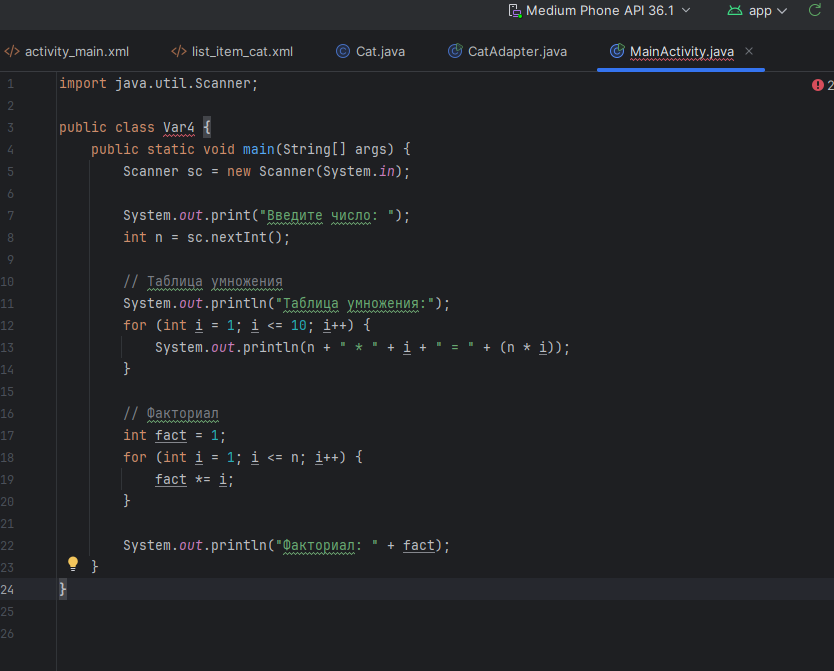 Medium Phone API 36.1 app
activity_main.xml list_item_cat.xml Cat.java CatAdapter.java MainActivity.java
1 import java.util.Scanner; 2
2
3 public class Var4 {
4 public static void main(String[] args) {
5 Scanner sc = new Scanner(System.in);
6
7 System.out.print("Введите число: ");
8 int n = sc.nextInt();
9
10 // Таблица умножения
11 System.out.println("Таблица умножения:");
12 for (int i = 1; i <= 10; i++) {
13 System.out.println(n + " * " + i + " = " + (n * i));
14 }
15
16 // Факториал
17 int fact = 1;
18 for (int i = 1; i <= n; i++) {
19 fact *= i;
20 }
21
22 System.out.println("Факториал: " + fact);
23 }
24 }
25
26